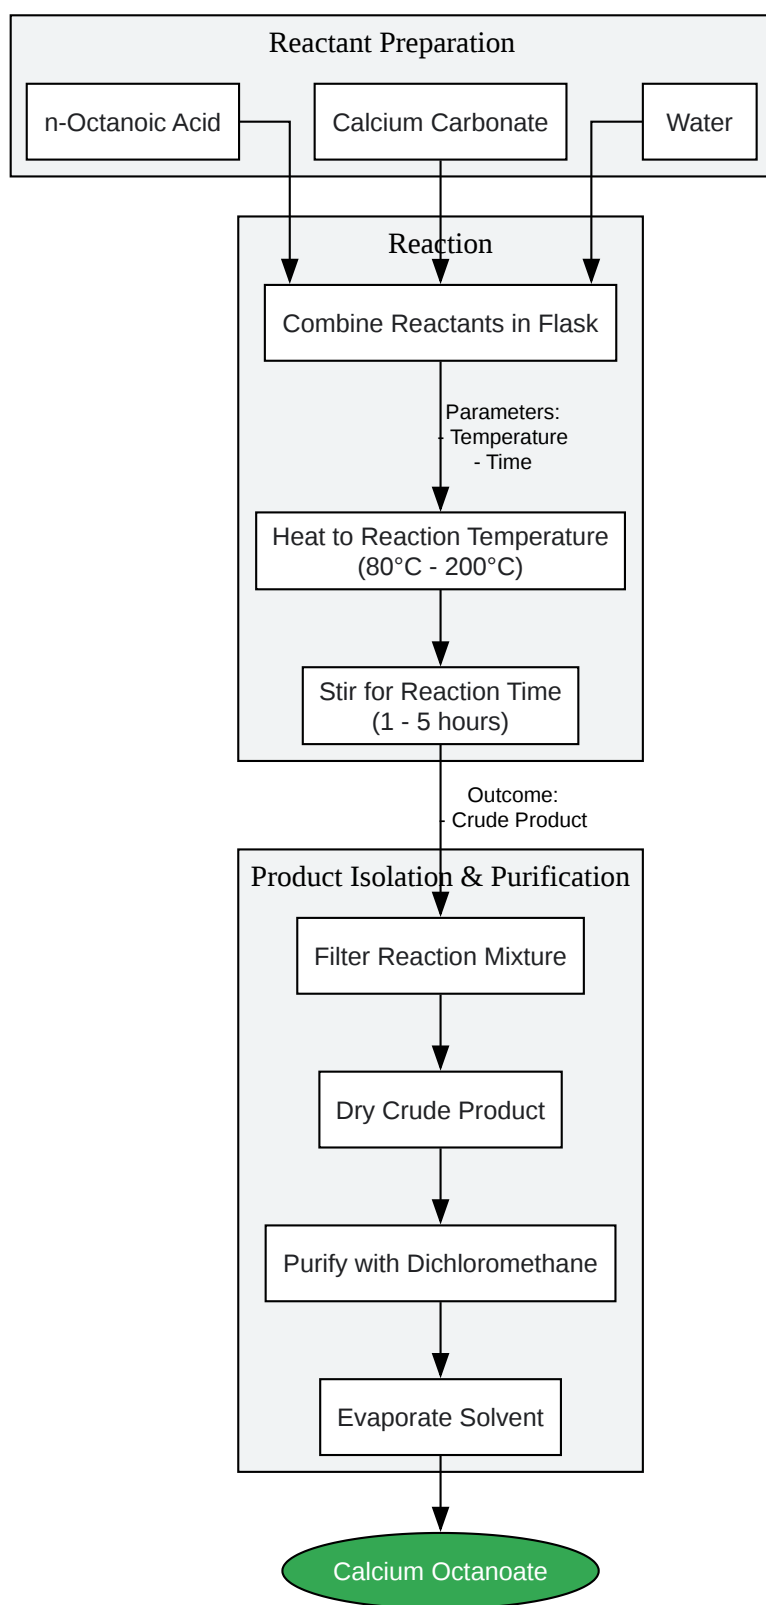 Reactant Preparation
n-Octanoic Acid
Calcium Carbonate
Water
Reaction
Combine Reactants in Flask
Parameters:
- Temperature
- Time
Heat to Reaction Temperature
(80°C - 200°C)
Stir for Reaction Time
(1 - 5 hours)
Outcome:
- Crude Product
Product Isolation & Purification
Filter Reaction Mixture
Dry Crude Product
Purify with Dichloromethane
Evaporate Solvent
Calcium Octanoate